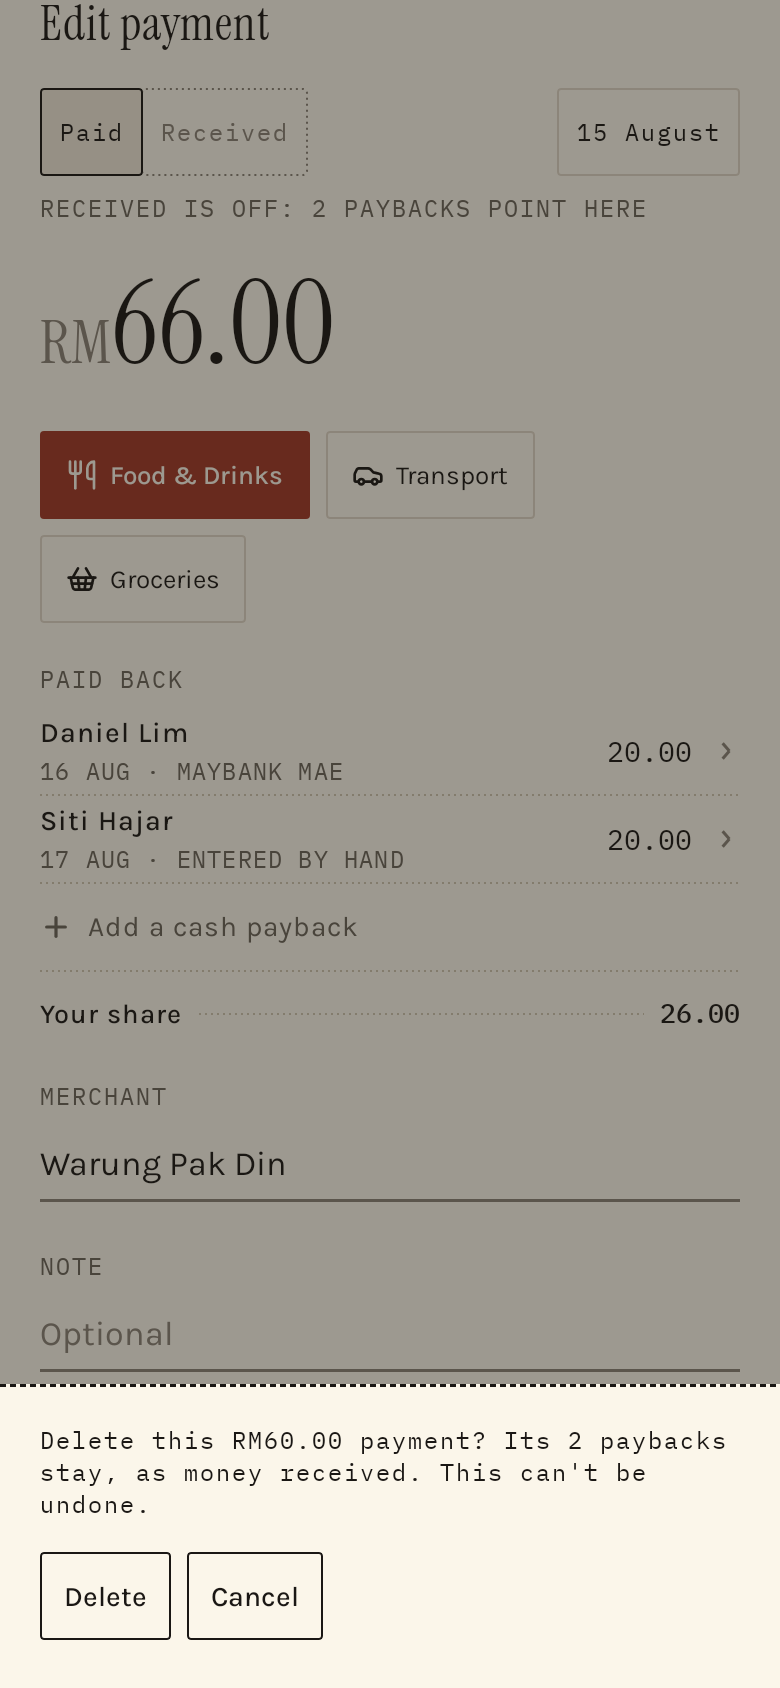 Edit payment
Paid
Received
15 August
RECEIVED IS OFF: 2 PAYBACKS POINT HERE
RM66.00
Food & Drinks
Transport
Groceries
PAID BACK
Daniel Lim
20.00
16 AUG · MAYBANK MAE
Siti Hajar
20.00
17 AUG · ENTERED BY HAND
Add a cash payback
Your share 26.00
MERCHANT
Warung Pak Din
NOTE
Optional
Delete this RM60.00 payment? Its 2 paybacks
stay, as money received. This can't be
undone.
Delete
Cancel